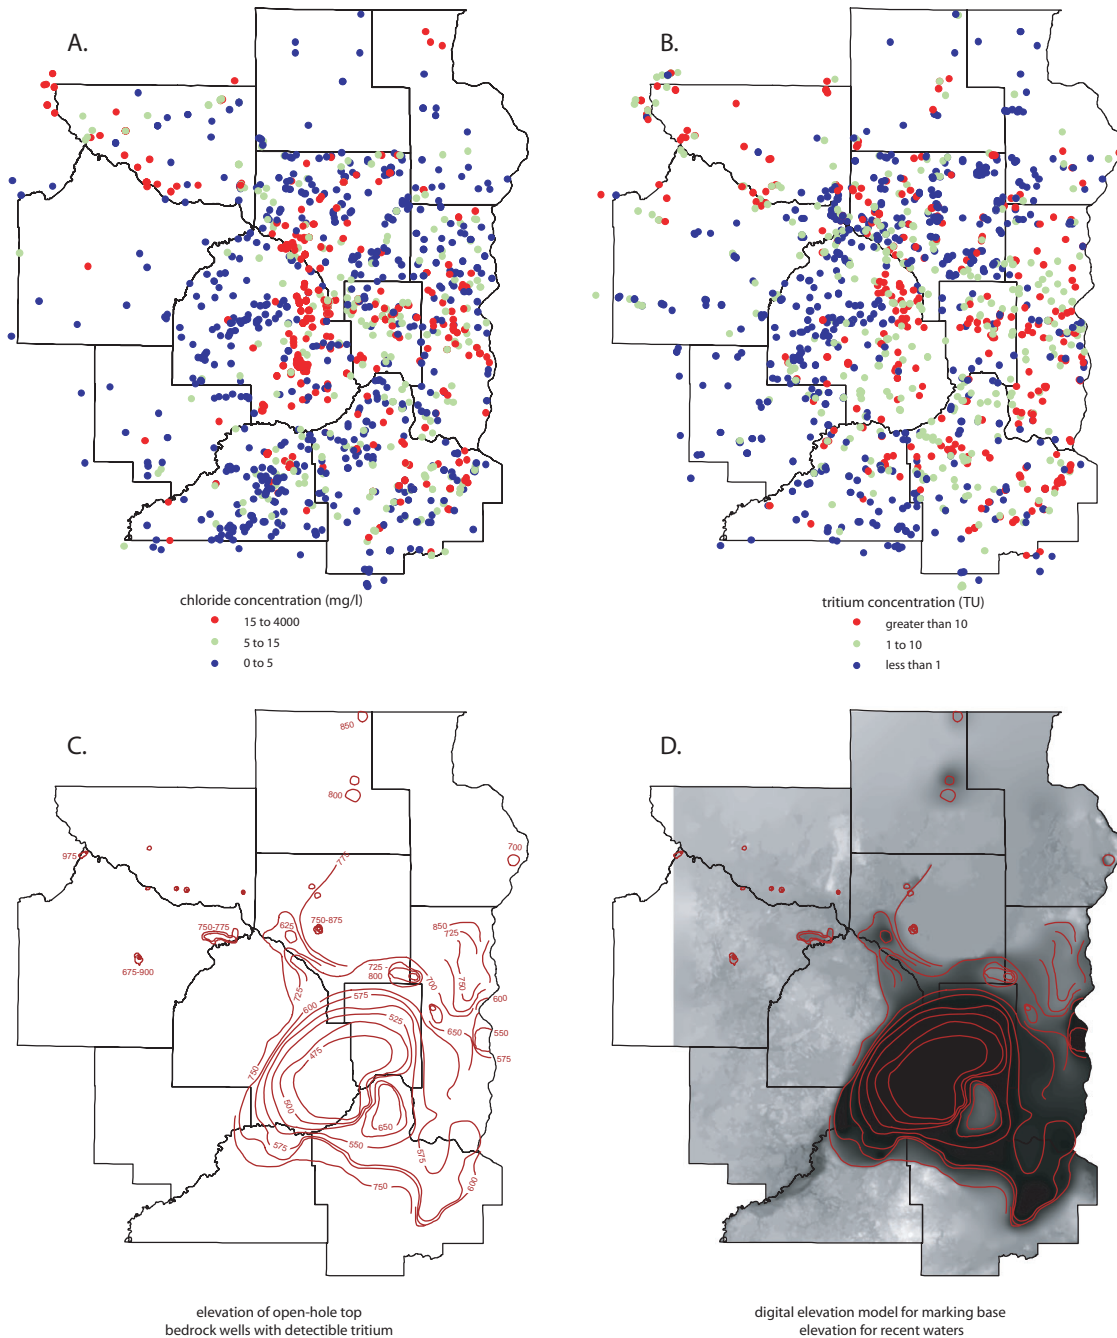 A.
B.
chloride concentration (mg/l)
15 to 4000
5 to 15
0 to 5
tritium concentration (TU)
greater than 10
1 to 10
less than 1
C.
D.
850
800
775
700
975
750-775
625
750-875
675-900
850
725
725 -
800
700
750
600
725
600
575
650
550
575
525
475
750
500
650
575
550
575
600
750
elevation of open-hole top
bedrock wells with detectible tritium
digital elevation model for marking base
elevation for recent waters